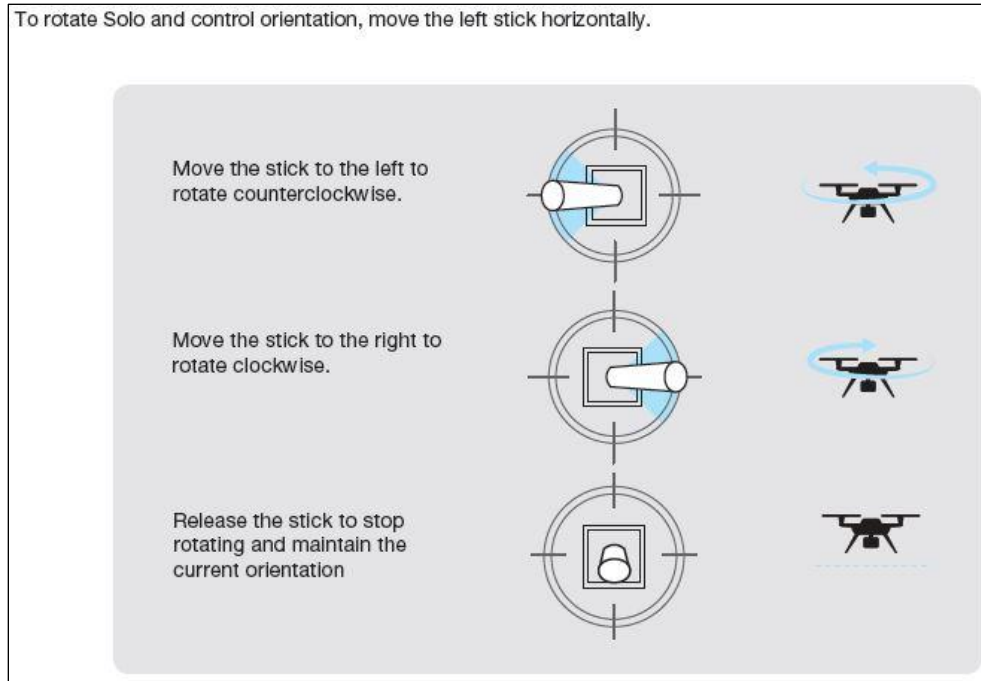 To rotate Solo and control orientation, move the left stick horizontally.
Move the stick to the left to
rotate counterclockwise.
Move the stick to the right to
rotate clockwise.
Release the stick to stop
rotating and maintain the
current orientation